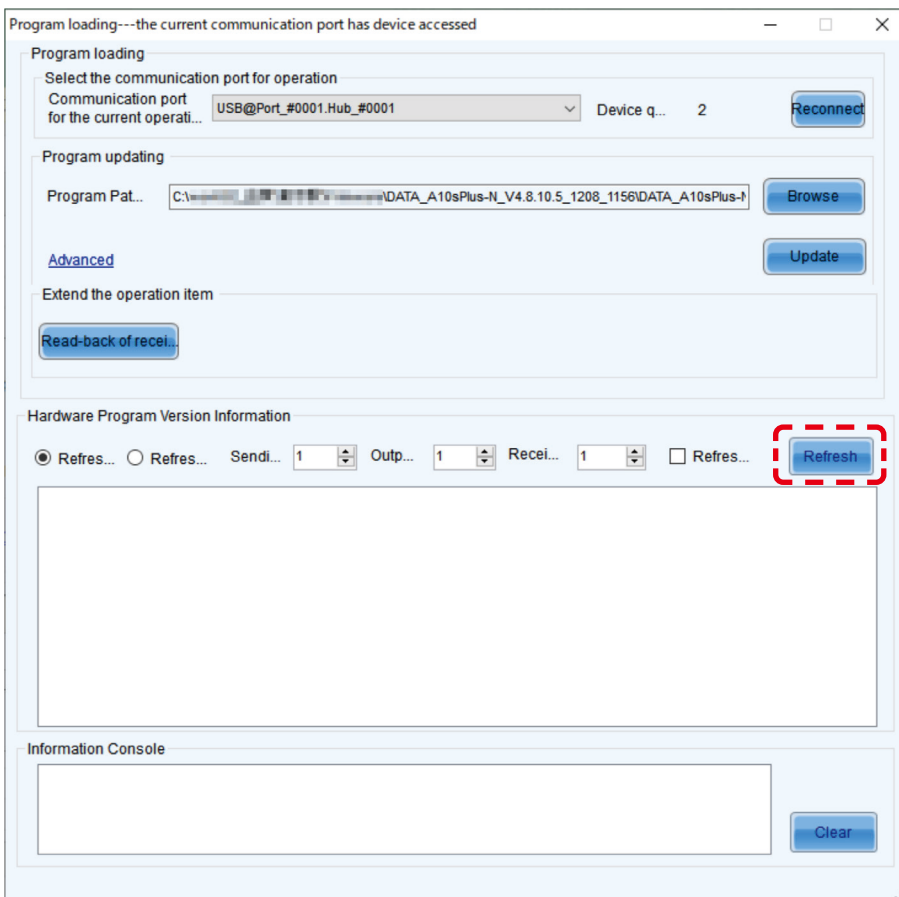 Program loading---the current communication port has device accessed
Program loading
Select the communication port for operation
Communication port
for the current operati...
USB@Port_#0001.Hub_#0001
Device q...
2
Reconnect
Program updating
Program Pat...
C:\ \DATA_A10sPlus-N_V4.8.10.5_1208_1156\DATA_A10sPlus-N
Browse
Advanced
Update
Extend the operation item
Read-back of recei...
Hardware Program Version Information
Refres... Refres... Sendi... 1 Outp... 1 Recei... 1 Refres... Refresh
Information Console
Clear